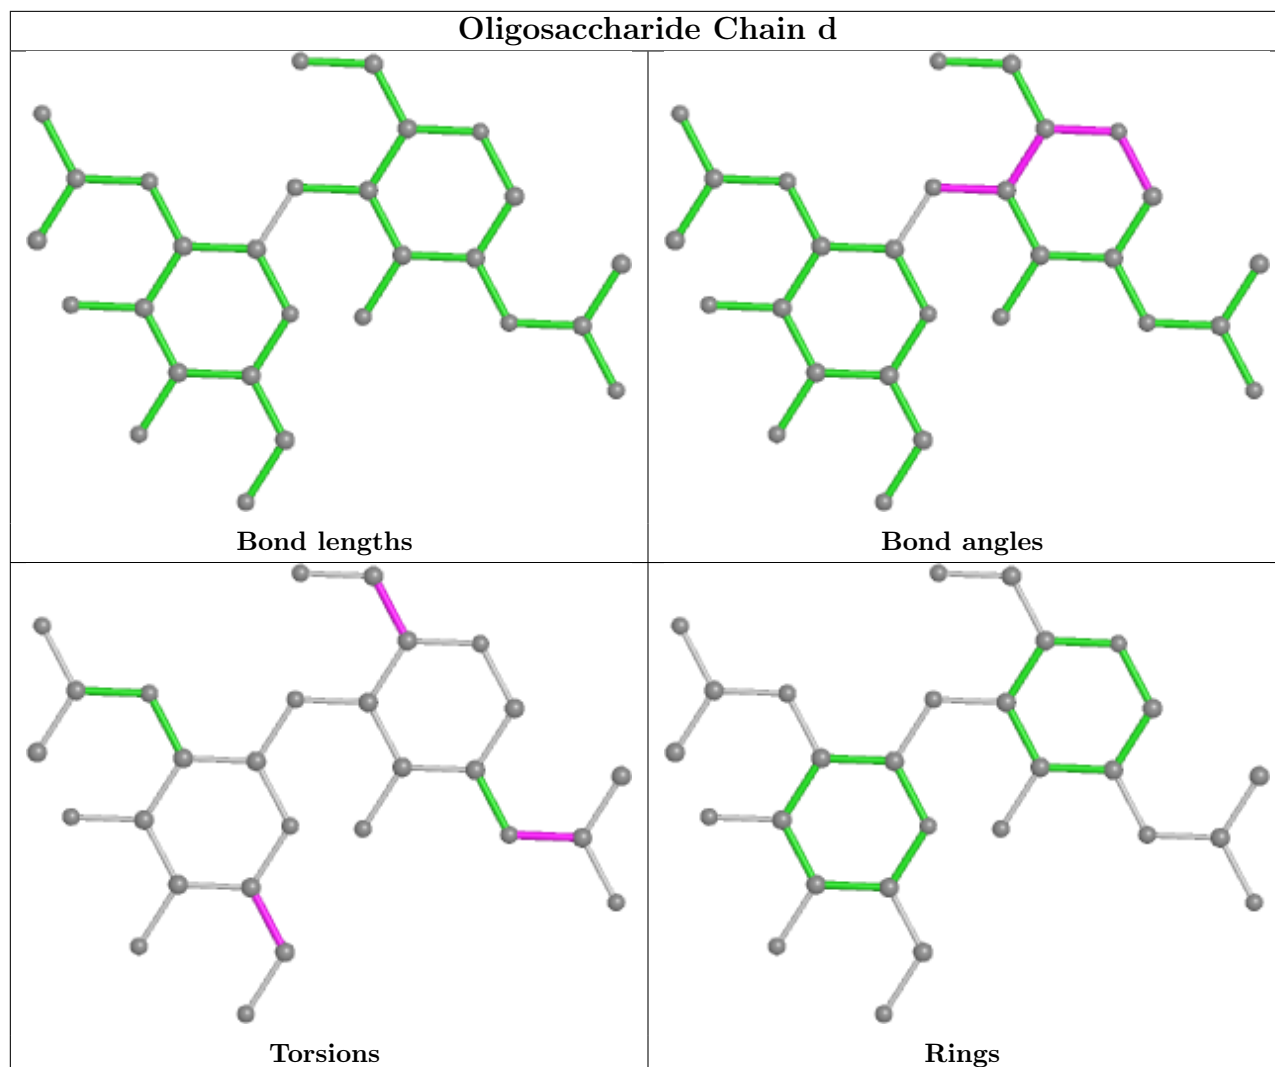 Oligosaccharide Chain d
Bond lengths
Bond angles
Torsions
Rings